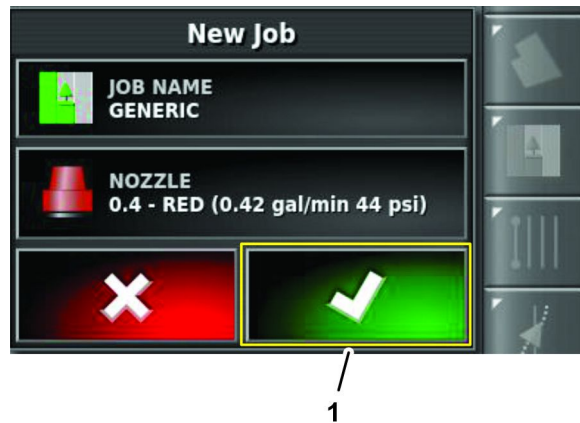 New Job
JOB NAME
GENERIC
NOZZLE
0.4 - RED (0.42 gal/min 44 psi)
1